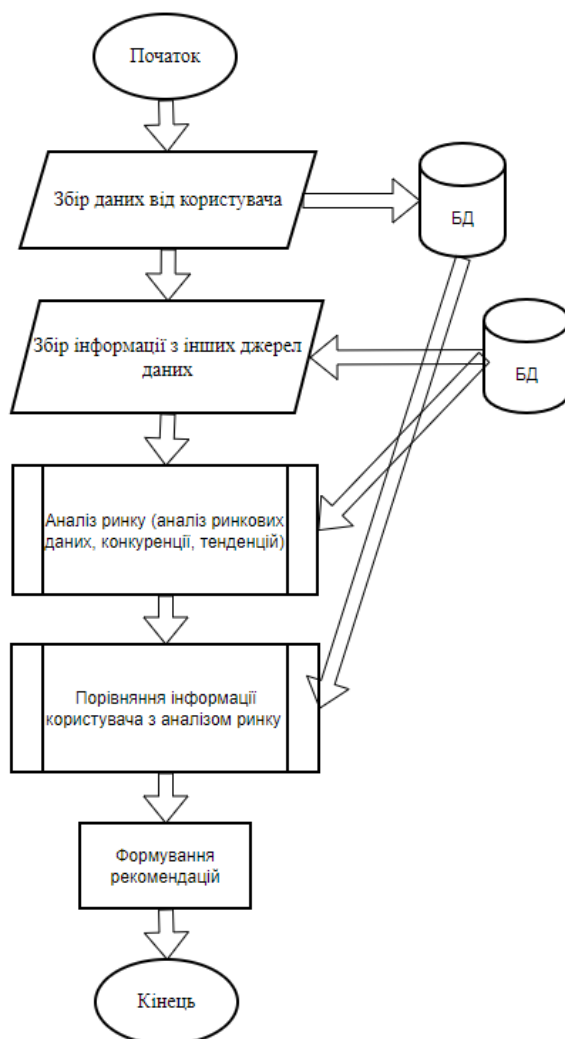 Початок
Збір даних від користувача
БД
Збір інформації з інших джерел
даних
БД
Аналіз ринку (аналіз ринкових
даних, конкуренції, тенденцій)
Порівняння інформації
користувача з аналізом ринку
Формування
рекомендацій
Кінець